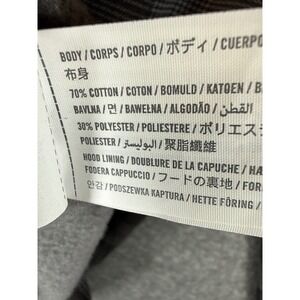 BODY / CORPS / CORPO / ボディ / CUERPO
布身
70% COTTON / COTON / BOMULD / KATOEN / B
BAVLNA / 면 / BAWEŁNA / ALGODÃO / القطن /
30% POLYESTER / POLIESTERE / ポリエステ
POLIESTER / البوليستر / 聚脂纖維
HOOD LINING / DOUBLURE DE LA CAPUCHE / HÆ
FODERA CAPPUCCIO / フードの裏地 / FOR
안감 / PODSZEWKA KAPTURA / HETTE FÔRING /